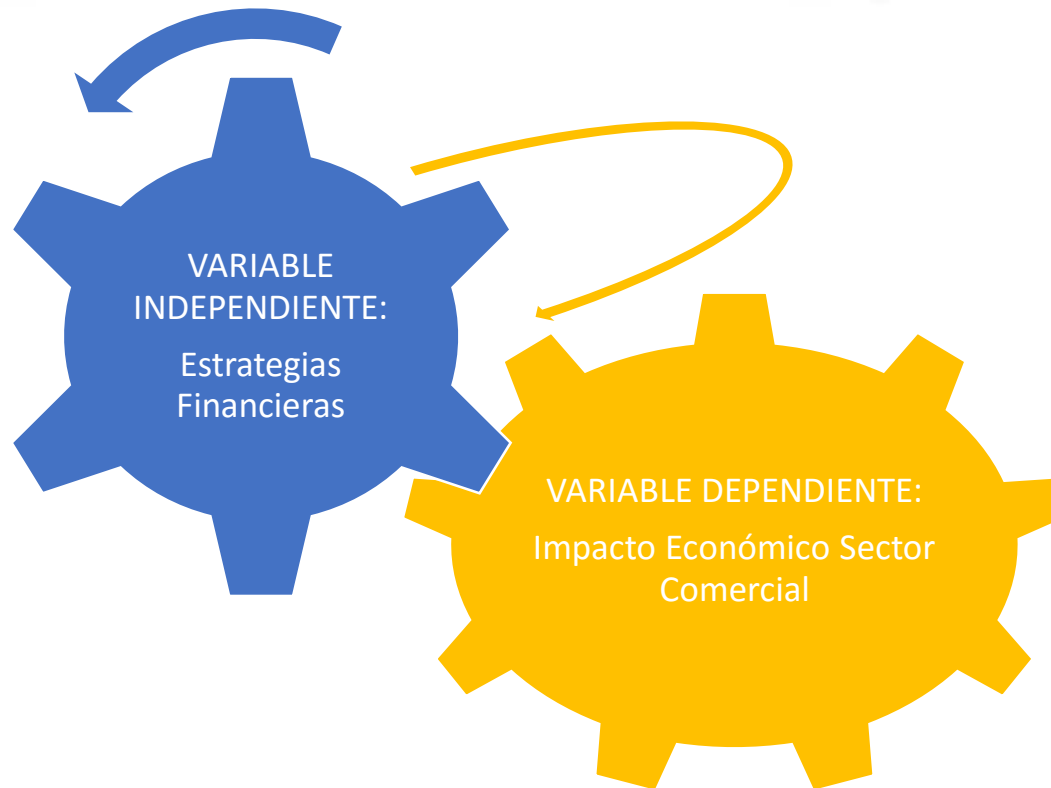 VARIABLE
INDEPENDIENTE:
Estrategias
Financieras
VARIABLE DEPENDIENTE:
Impacto Económico Sector
Comercial